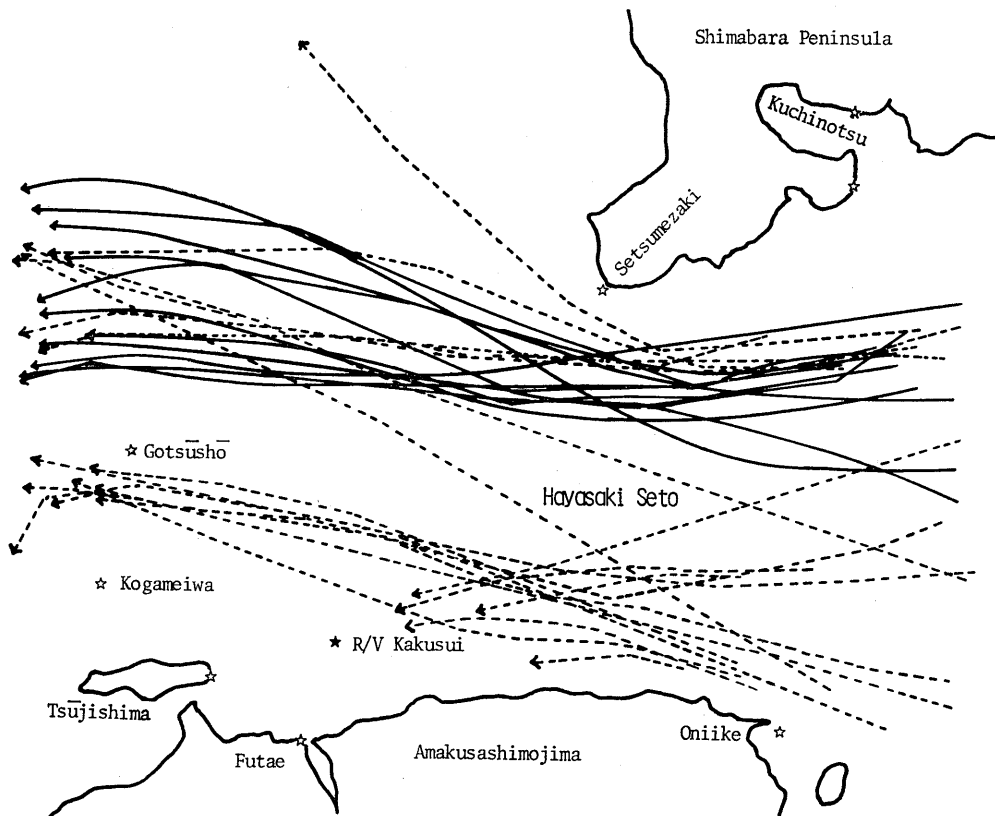 Shimabara Peninsula
Kuchinotsu
Setsumezaki
Gotsūshō
Hayasaki Seto
Kogameiwa
R/V Kakusui
Tsūjishima
Oniike
Futae
Amakusashimojima